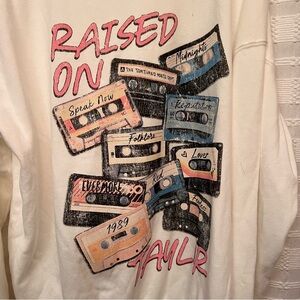 RAISED
ON
Midnights
THE TORTURED POETS DEPT
Speak Now
Reputation
Folklore
Lover
EVERMORE
Red
1989
TAYLR